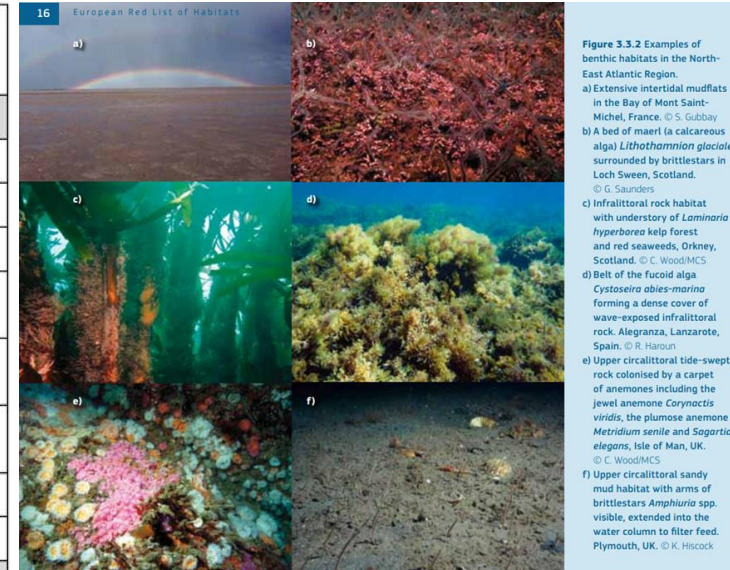 16 European Red List of Habitats
a)
b)
c)
d)
e)
f)
Figure 3.3.2 Examples of
benthic habitats in the North-
East Atlantic Region.
a) Extensive intertidal mudflats
in the Bay of Mont Saint-
Michel, France. © S. Gubbay
b) A bed of maerl (a calcareous
alga) Lithothamnion glaciale
surrounded by brittlestars in
Loch Sween, Scotland.
© G. Saunders
c) Infralittoral rock habitat
with understory of Laminaria
hyperborea kelp forest
and red seaweeds, Orkney,
Scotland. © C. Wood/MCS
d) Belt of the fucoid alga
Cystoseira abies-marina
forming a dense cover of
wave-exposed infralittoral
rock. Alegranza, Lanzarote,
Spain. © R. Haroun
e) Upper circalittoral tide-swept
rock colonised by a carpet
of anemones including the
jewel anemone Corynactis
viridis, the plumose anemone
Metridium senile and Sagartia
elegans, Isle of Man, UK.
© C. Wood/MCS
f) Upper circalittoral sandy
mud habitat with arms of
brittlestars Amphiuria spp.
visible, extended into the
water column to filter feed.
Plymouth, UK. © K. Hiscock